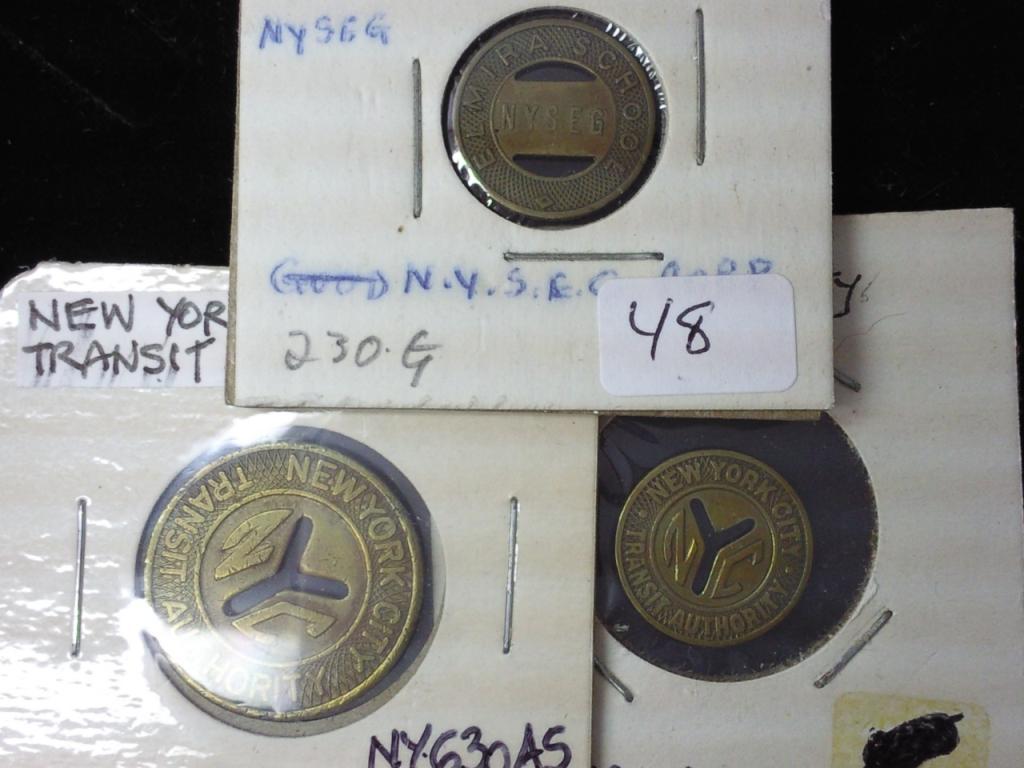 NYSEG
ELMIRA SCHOOL
NYSEG
GOOD N.Y.S.E.G. CORP
230.G
48
NEW YOR
TRANSIT
NEW YORK CITY
TRANSIT AUTHORITY
NYC
NEW YORK CITY
TRANSIT AUTHORITY
NYC
NY630AS